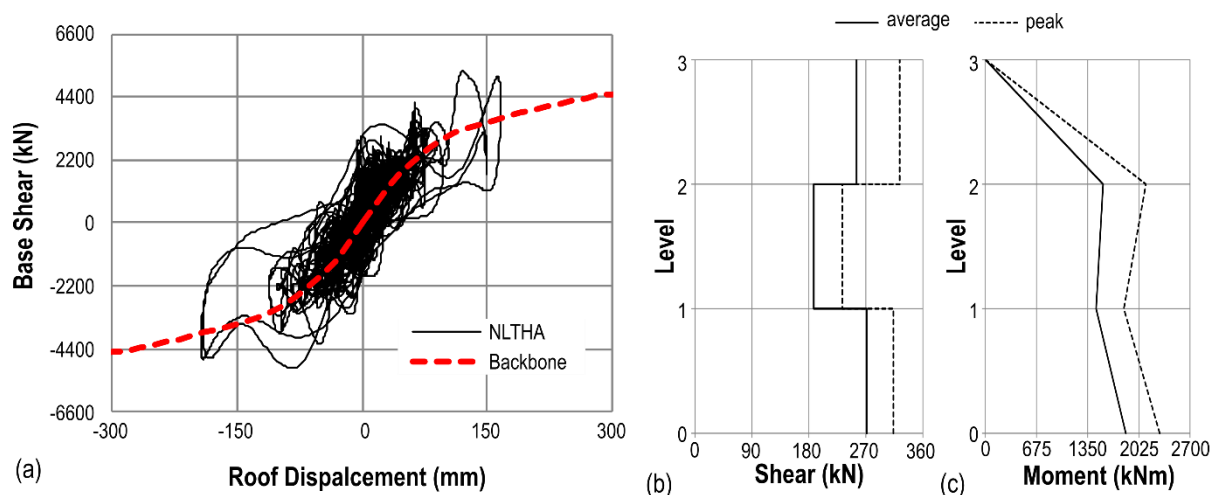 6600
4400
2200
0
-2200
-4400
-6600
Base Shear (kN)
NLTHA
Backbone
-300 -150 0 150 300
(a) Roof Dispalcement (mm)
average peak
3
2
1
0
Level
0 90 180 270 360
(b) Shear (kN)
3
2
1
0
Level
0 675 1350 2025 2700
(c) Moment (kNm)